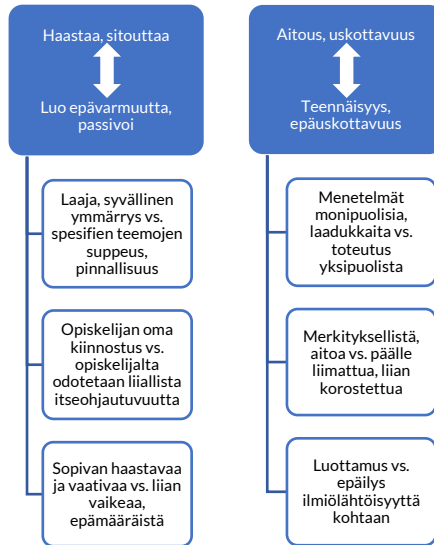 Haastaa, sitouttaa
Luo epävarmuutta,
passivoi
Laaja, syvällinen
ymmärrys vs.
spesifien teemojen
suppeus,
pinnallisuus
Opiskelijan oma
kiinnostus vs.
opiskelijalta
odotetaan liiallista
itseohjautuvuutta
Sopivan haastavaa
ja vaativaa vs. liian
vaikeaa,
epämääräistä
Aitous, uskottavuus
Teennäisyys,
epäuskottavuus
Menetelmät
monipuolisia,
laadukkaita vs.
toteutus
yksipuolista
Merkityksellistä,
aitoa vs. päälle
liimattua, liian
korostettua
Luottamus vs.
epäilys
ilmiölähtöisyyttä
kohtaan